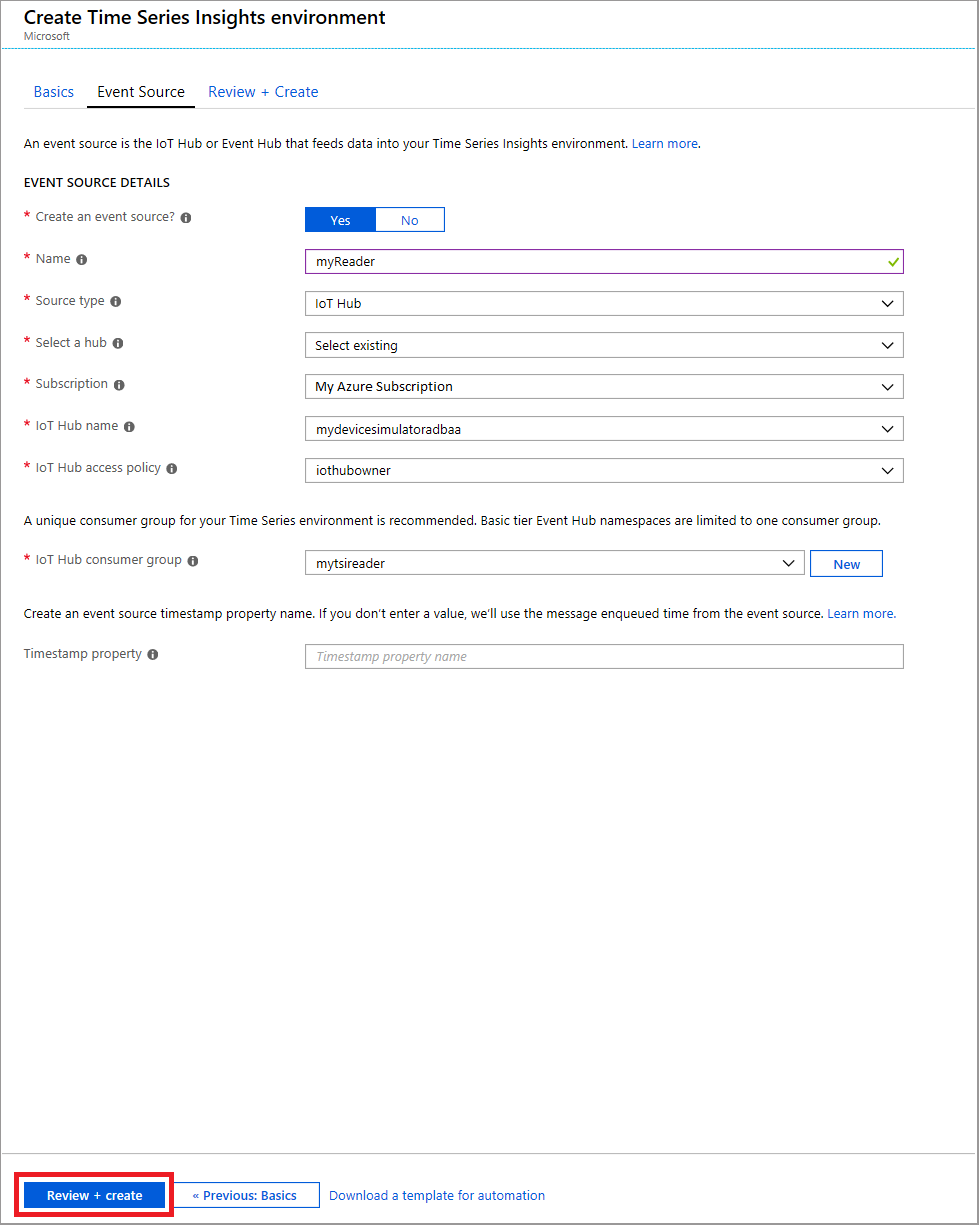 Create Time Series Insights environment
Microsoft
Basics Event Source Review + Create
An event source is the IoT Hub or Event Hub that feeds data into your Time Series Insights environment. Learn more.
EVENT SOURCE DETAILS
* Create an event source? Yes No
* Name myReader
* Source type IoT Hub
* Select a hub Select existing
* Subscription My Azure Subscription
* IoT Hub name mydevicesimulatoradbaa
* IoT Hub access policy iothubowner
A unique consumer group for your Time Series environment is recommended. Basic tier Event Hub namespaces are limited to one consumer group.
* IoT Hub consumer group mytsireader New
Create an event source timestamp property name. If you don't enter a value, we'll use the message enqueued time from the event source. Learn more.
Timestamp property Timestamp property name
Review + create « Previous: Basics Download a template for automation